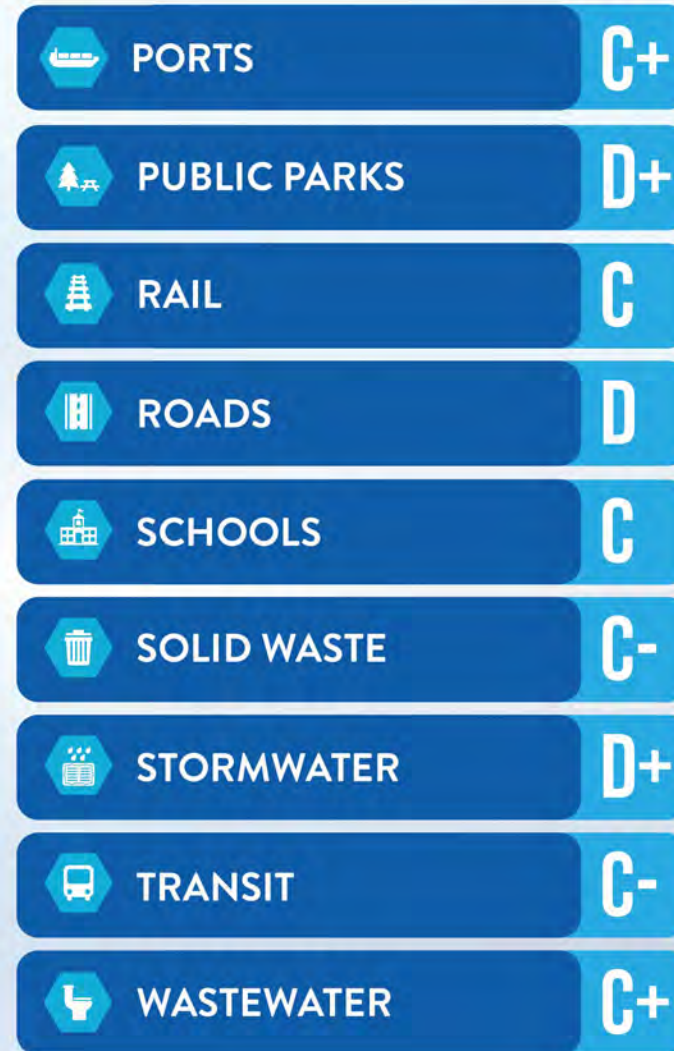 PORTS C+
PUBLIC PARKS D+
RAIL C
ROADS D
SCHOOLS C
SOLID WASTE C-
STORMWATER D+
TRANSIT C-
WASTEWATER C+